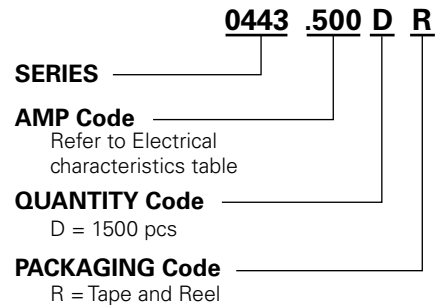 0443 .500 D R
SERIES
AMP Code
Refer to Electrical
characteristics table
QUANTITY Code
D = 1500 pcs
PACKAGING Code
R = Tape and Reel